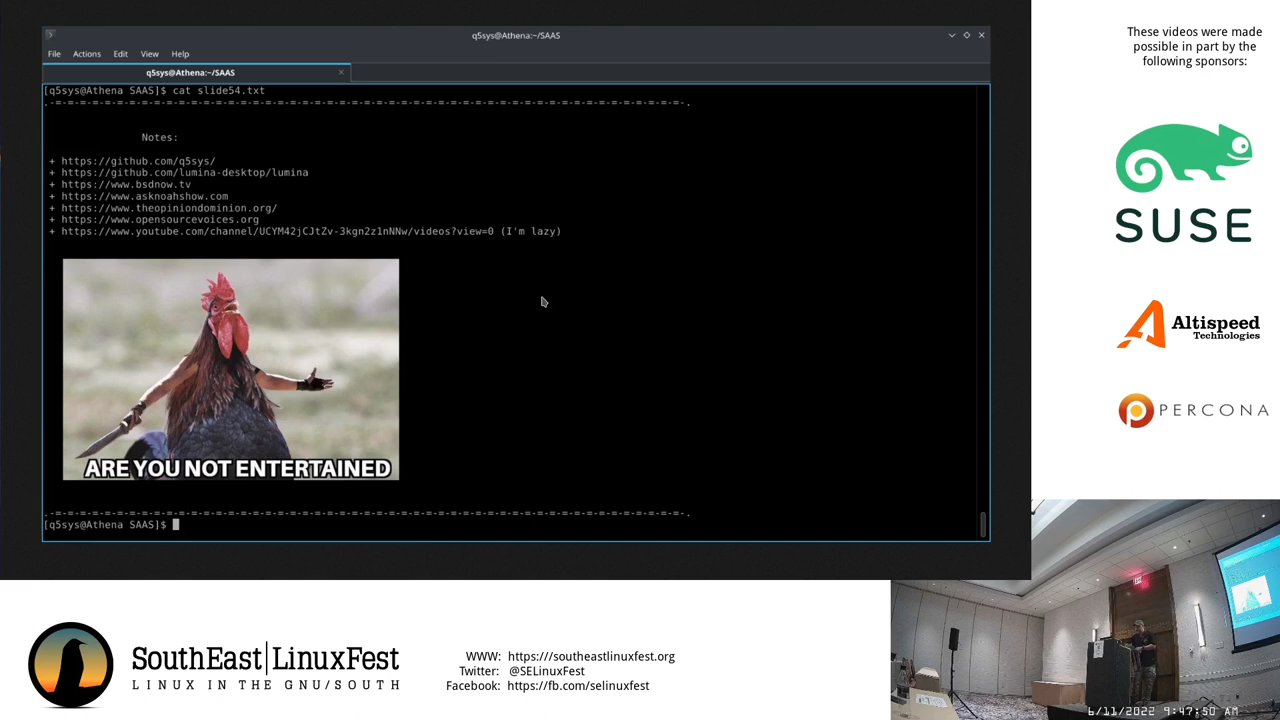 q5sys@Athena:~/SAAS
File Actions Edit View Help
q5sys@Athena:~/SAAS
[q5sys@Athena SAAS]$ cat slide54.txt
.-=-=-=-=-=-=-=-=-=-=-=-=-=-=-=-=-=-=-=-=-=-=-=-=-=-=-=-=-=-=-=-=-=-=-=-=-=-=-=-.
Notes:
+ https://github.com/q5sys/
+ https://github.com/lumina-desktop/lumina
+ https://www.bsdnow.tv
+ https://www.asknoahshow.com
+ https://www.theopiniondominion.org/
+ https://www.opensourcevoices.org
+ https://www.youtube.com/channel/UCYM42jCJtZv-3kgn2z1nNNw/videos?view=0 (I'm lazy)
ARE YOU NOT ENTERTAINED
.-=-=-=-=-=-=-=-=-=-=-=-=-=-=-=-=-=-=-=-=-=-=-=-=-=-=-=-=-=-=-=-=-=-=-=-=-=-=-=-.
[q5sys@Athena SAAS]$
These videos were made
possible in part by the
following sponsors:
SUSE
Altispeed
Technologies
PERCONA
SouthEast|LinuxFest
LINUX IN THE GNU/SOUTH
WWW: https:///southeastlinuxfest.org
Twitter: @SELinuxFest
Facebook: https://fb.com/selinuxfest
6/11/2022 9:47:50 AM